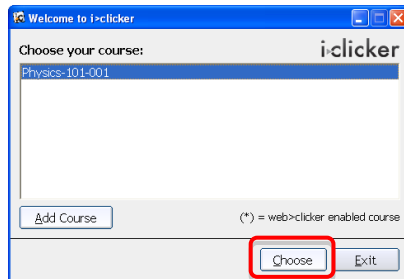 Welcome to i>clicker
Choose your course:
i>clicker
Physics-101-001
Add Course
(*) = web>clicker enabled course
Choose
Exit